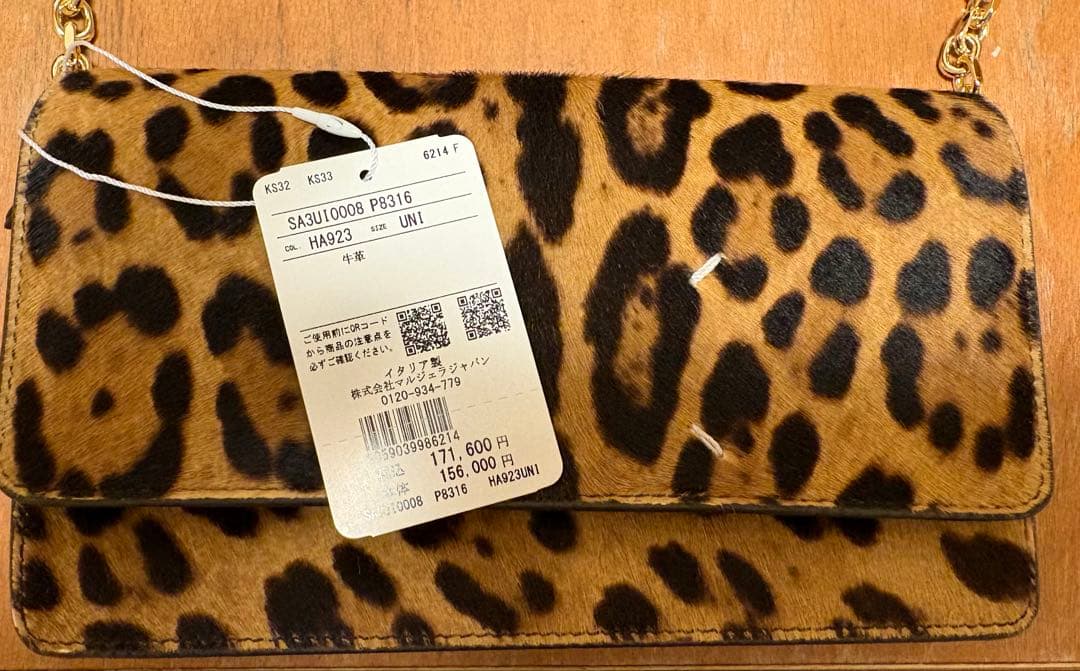 6214 F
KS32 KS33
SA3UI0008 P8316
COL. HA923 SIZE UNI
牛革
ご使用前にQRコード
から商品の注意点を
必ずご確認ください。
イタリア製
株式会社マルジェラジャパン
0120-934-779
059039986214
171,600 円
156,000 円
SA3UI0008 P8316 HA923UNI